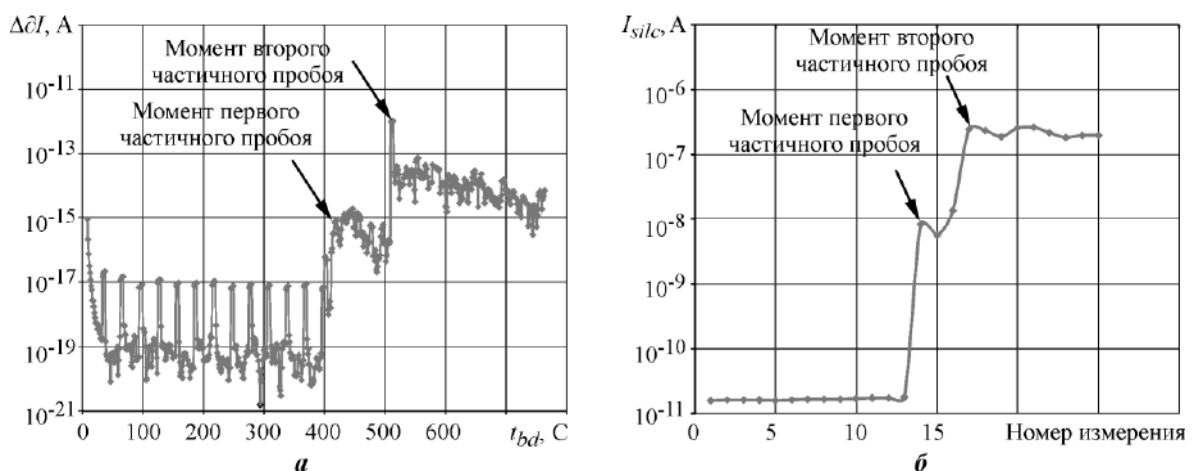 Δ∂I, А
Момент второго
частичного пробоя
Момент первого
частичного пробоя
10-11
10-13
10-15
10-17
10-19
10-21
0 100 200 300 400 500 600 t_bd, С
а
I_silc, А
Момент второго
частичного пробоя
Момент первого
частичного пробоя
10-6
10-7
10-8
10-9
10-10
10-11
0 5 10 15 Номер измерения
б